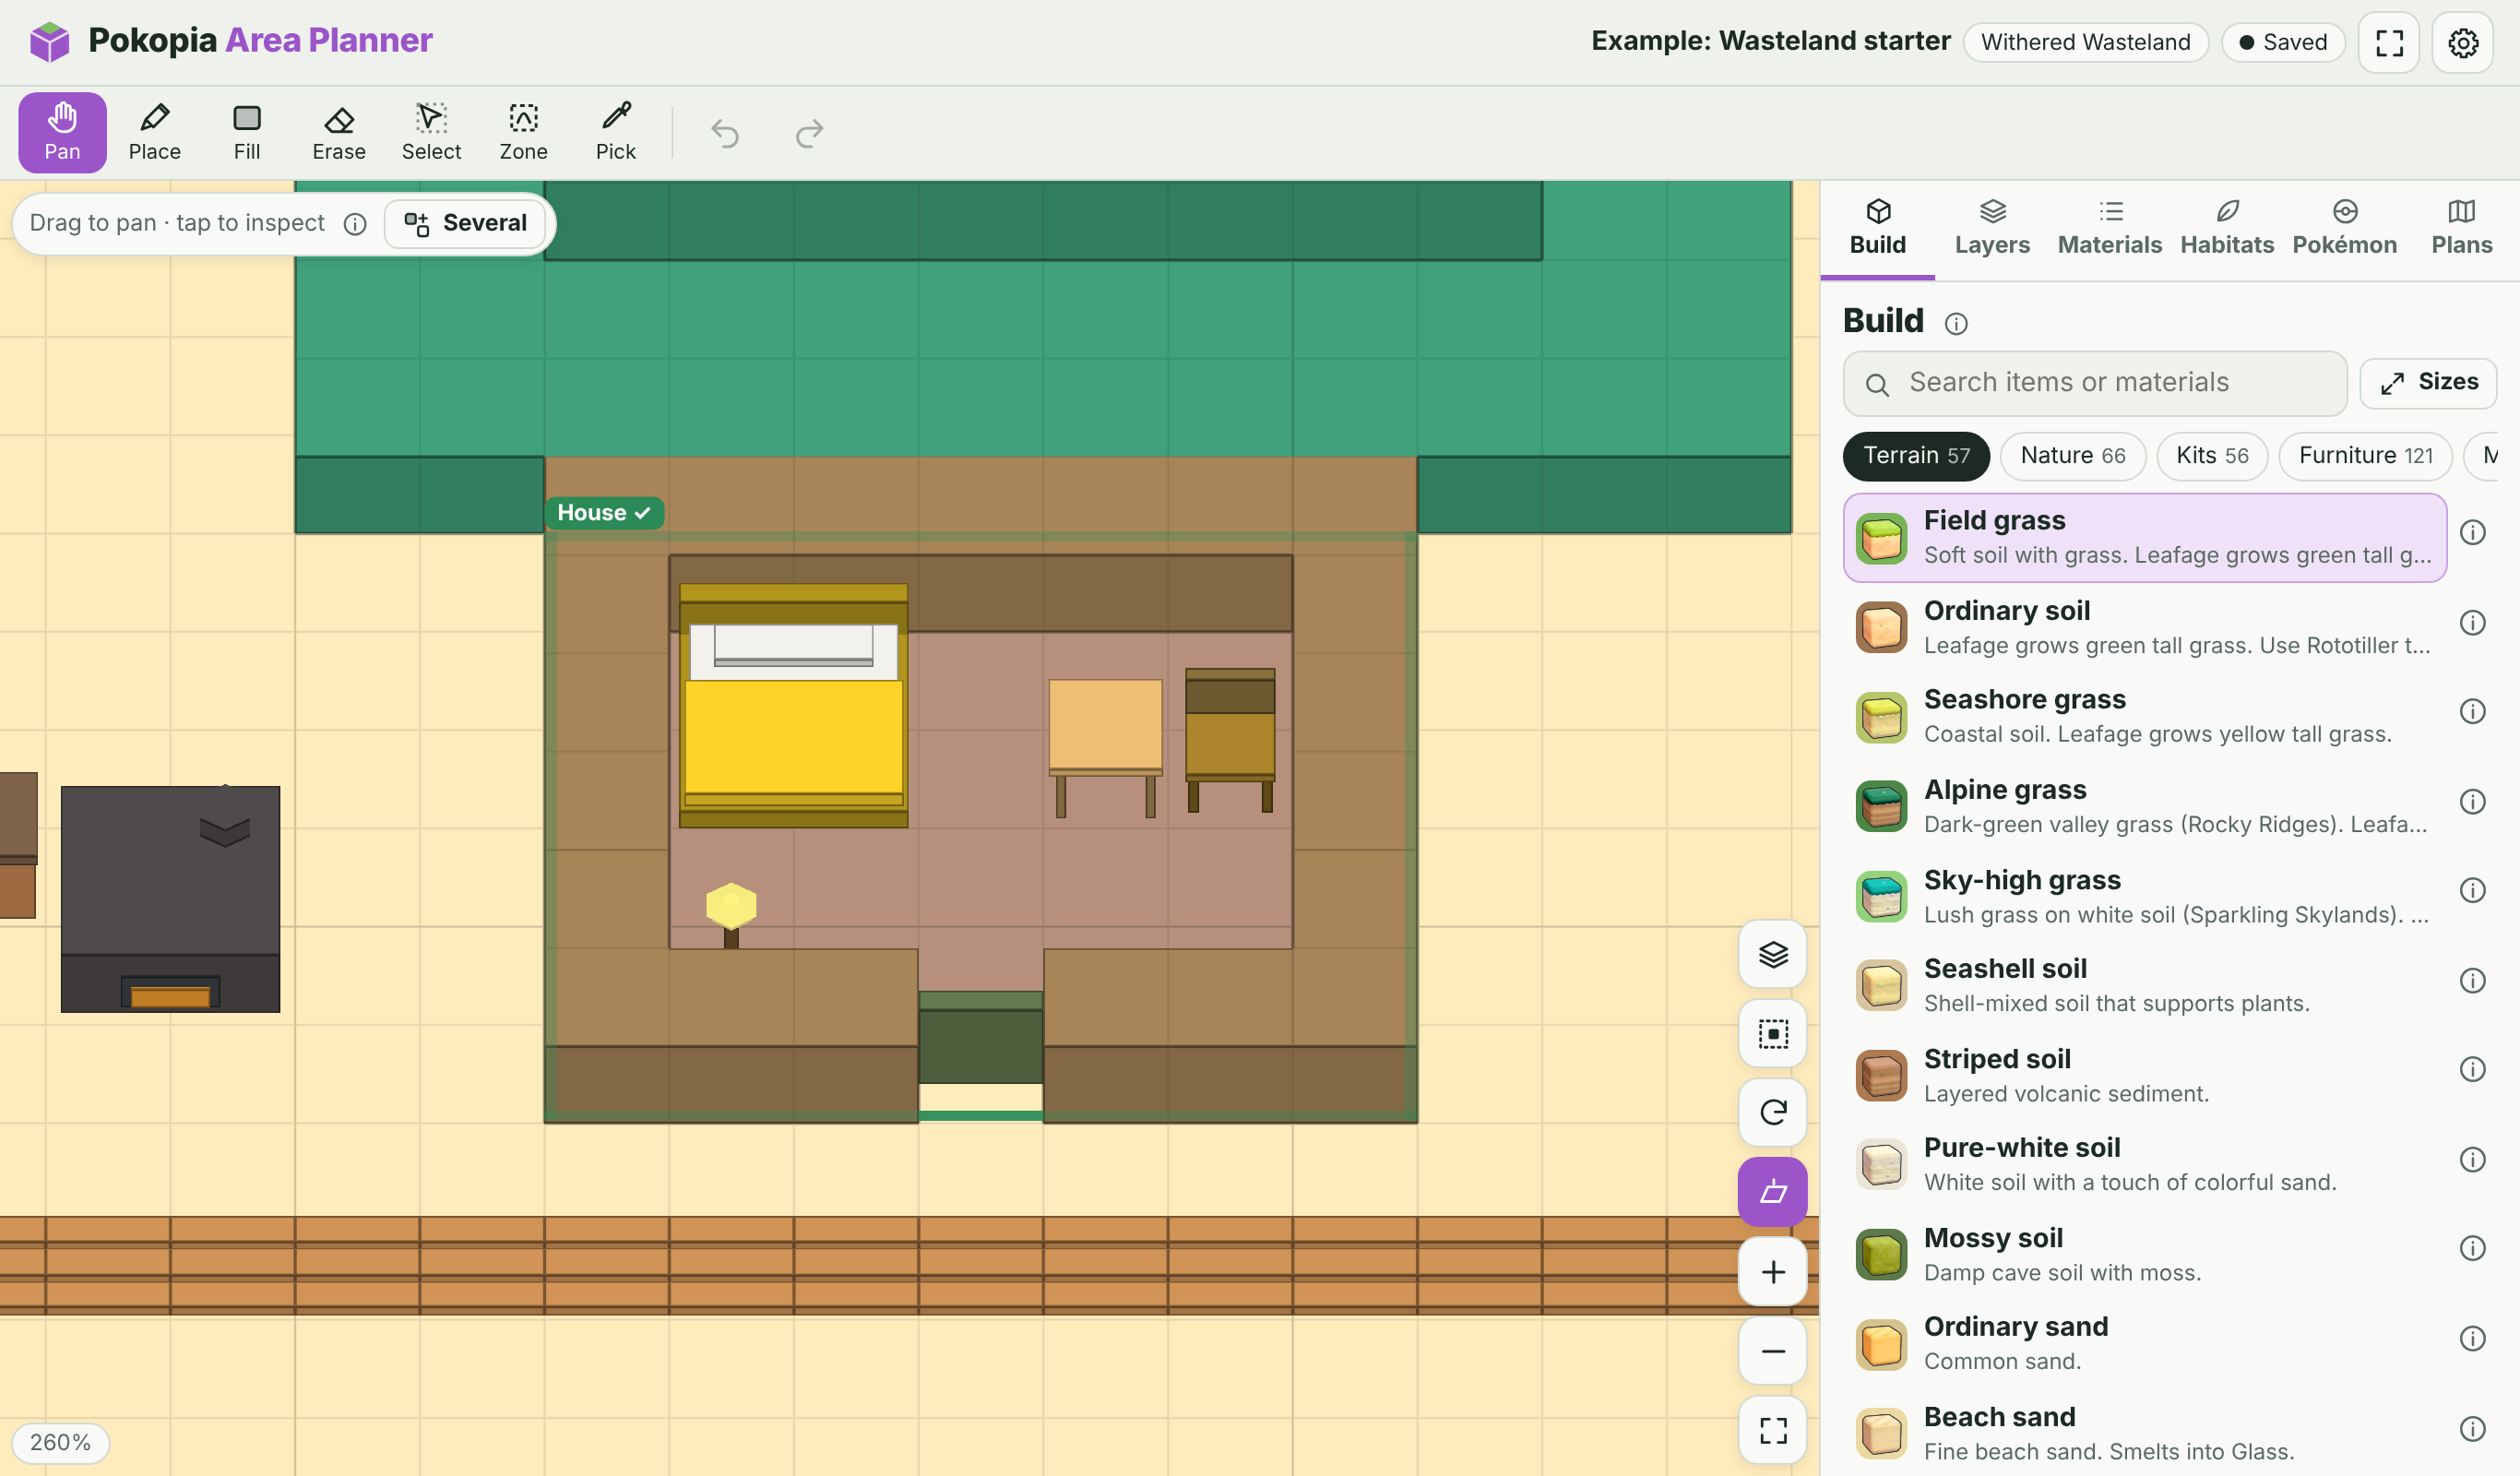 Pokopia Area Planner
Example: Wasteland starter
Withered Wasteland
Saved
Pan
Place
Fill
Erase
Select
Zone
Pick
Drag to pan · tap to inspect
Several
House
260%
Build
Layers
Materials
Habitats
Pokémon
Plans
Build
Search items or materials
Sizes
Terrain 57
Nature 66
Kits 56
Furniture 121
Field grass
Soft soil with grass. Leafage grows green tall g...
Ordinary soil
Leafage grows green tall grass. Use Rototiller t...
Seashore grass
Coastal soil. Leafage grows yellow tall grass.
Alpine grass
Dark-green valley grass (Rocky Ridges). Leafa...
Sky-high grass
Lush grass on white soil (Sparkling Skylands). ...
Seashell soil
Shell-mixed soil that supports plants.
Striped soil
Layered volcanic sediment.
Pure-white soil
White soil with a touch of colorful sand.
Mossy soil
Damp cave soil with moss.
Ordinary sand
Common sand.
Beach sand
Fine beach sand. Smelts into Glass.